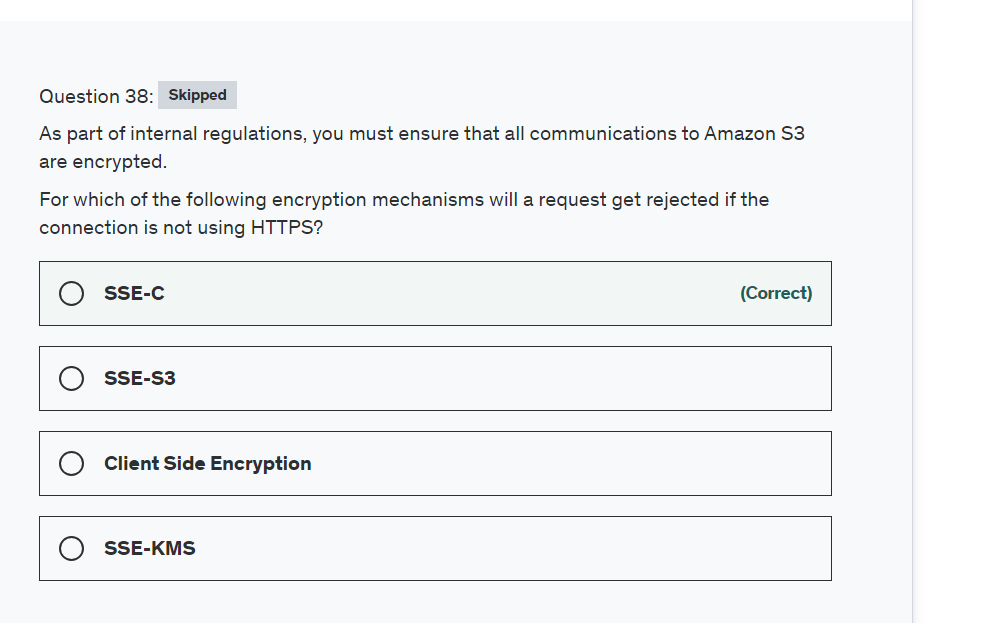 Question 38: Skipped
As part of internal regulations, you must ensure that all communications to Amazon S3
are encrypted.
For which of the following encryption mechanisms will a request get rejected if the
connection is not using HTTPS?
SSE-C (Correct)
SSE-S3
Client Side Encryption
SSE-KMS